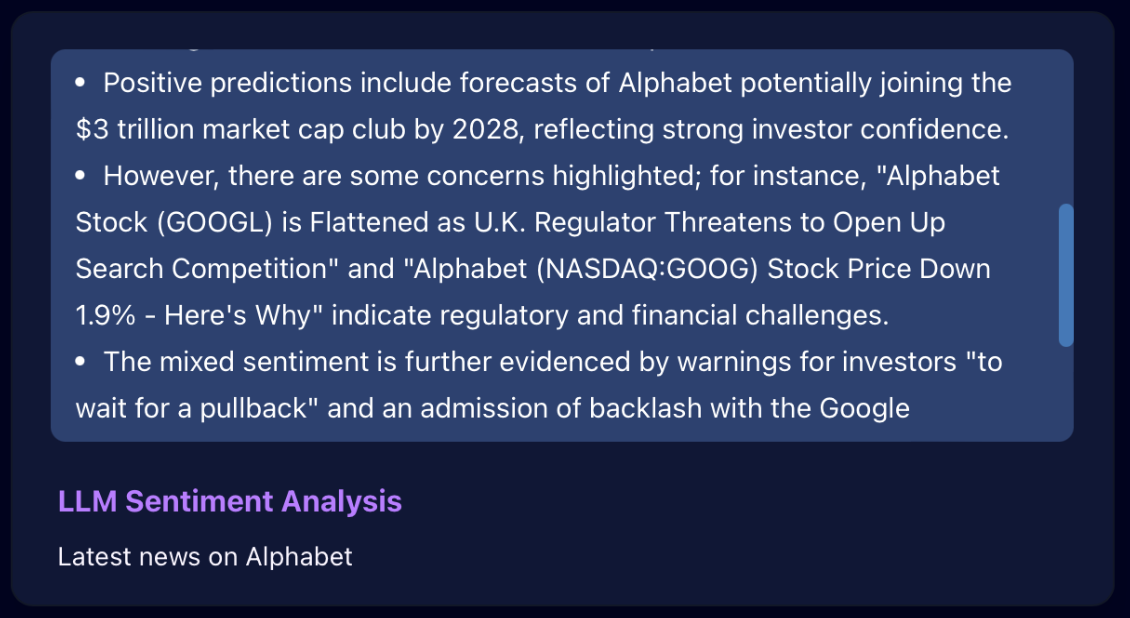 • Positive predictions include forecasts of Alphabet potentially joining the
$3 trillion market cap club by 2028, reflecting strong investor confidence.
• However, there are some concerns highlighted; for instance, "Alphabet
Stock (GOOGL) is Flattened as U.K. Regulator Threatens to Open Up
Search Competition" and "Alphabet (NASDAQ:GOOG) Stock Price Down
1.9% - Here's Why" indicate regulatory and financial challenges.
• The mixed sentiment is further evidenced by warnings for investors "to
wait for a pullback" and an admission of backlash with the Google
LLM Sentiment Analysis
Latest news on Alphabet